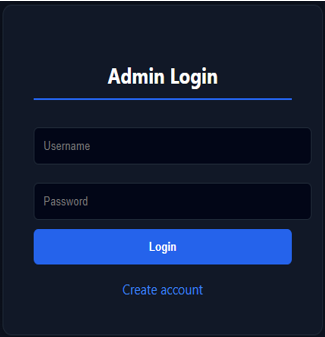 Admin Login
Username
Password
Login
Create account